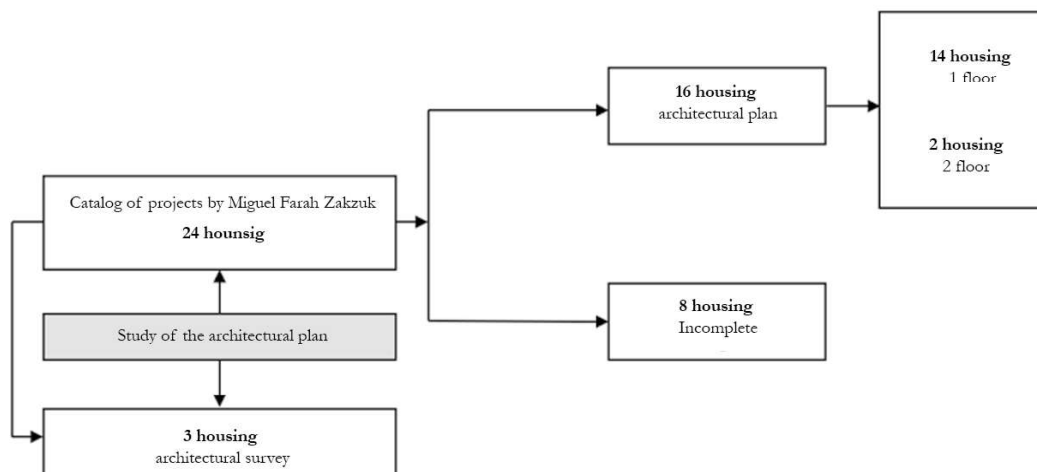 Catalog of projects by Miguel Farah Zakzuk
24 hounsig
Study of the architectural plan
3 housing
architectural survey
16 housing
architectural plan
8 housing
Incomplete
14 housing
1 floor
2 housing
2 floor